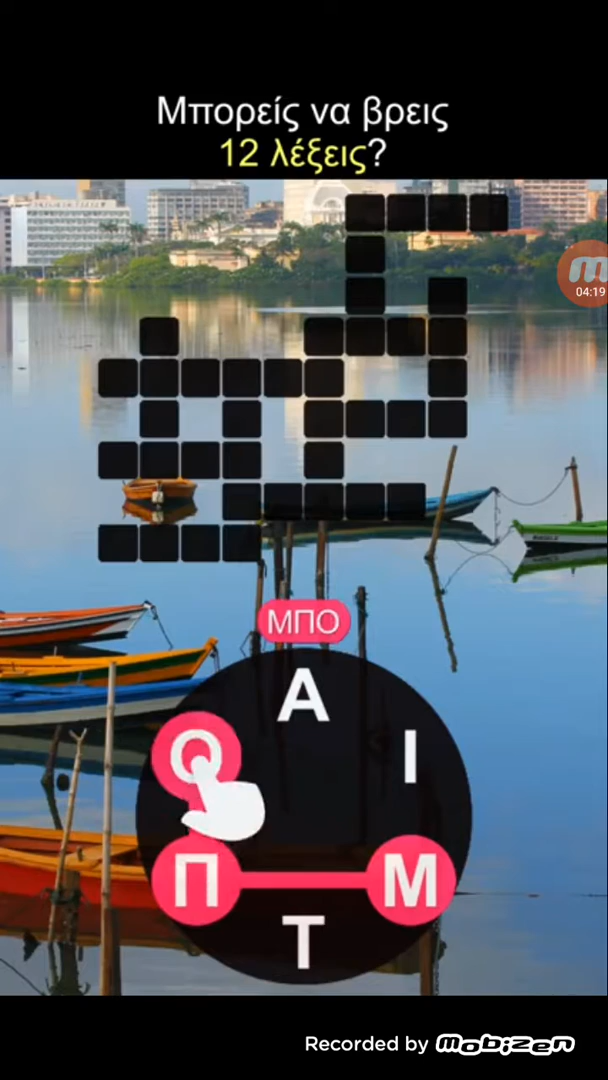 Μπορείς να βρεις
12 λέξεις?
04:19
ΜΠΟ
Α
Ο
Ι
Π
Μ
Τ
Recorded by mobizen